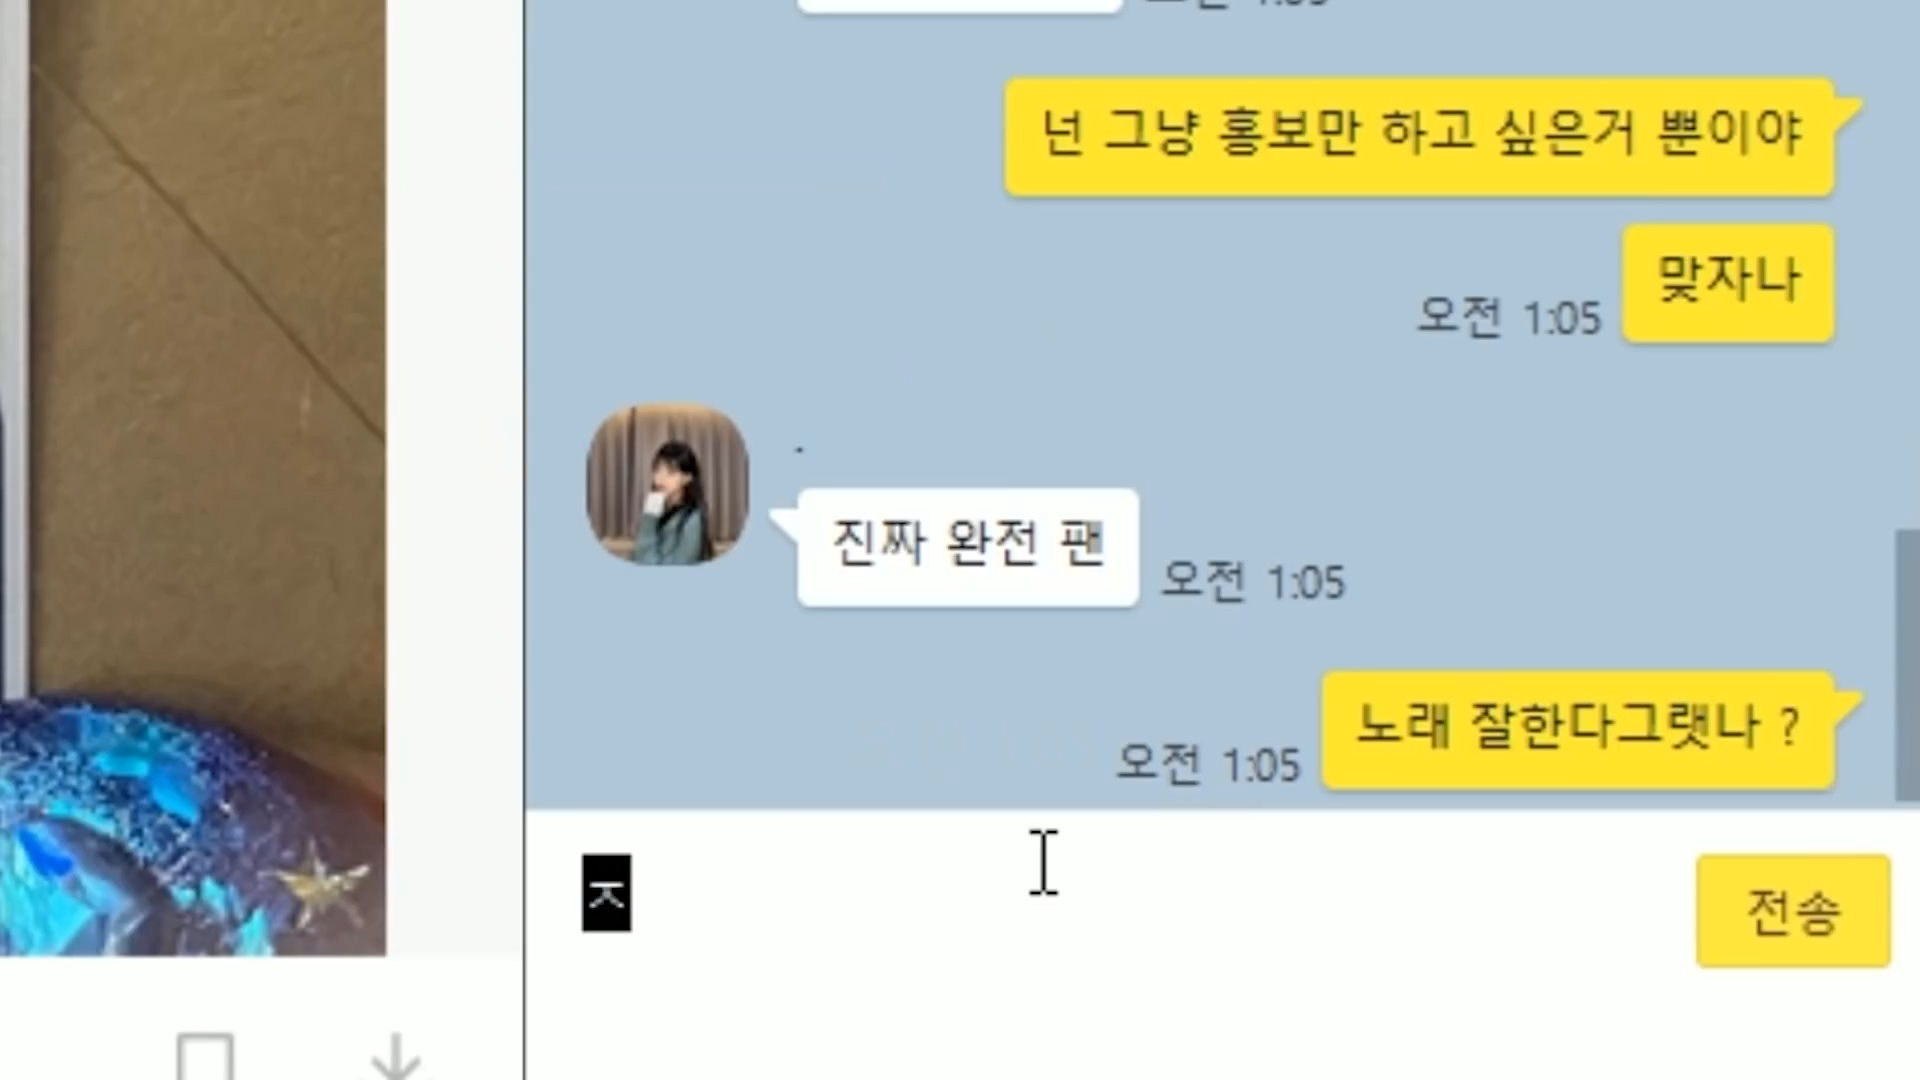 넌 그냥 홍보만 하고 싶은거 뿐이야
맞자나
오전 1:05
.
진짜 완전 팬
오전 1:05
노래 잘한다그랫나 ?
오전 1:05
ㅈ
전송